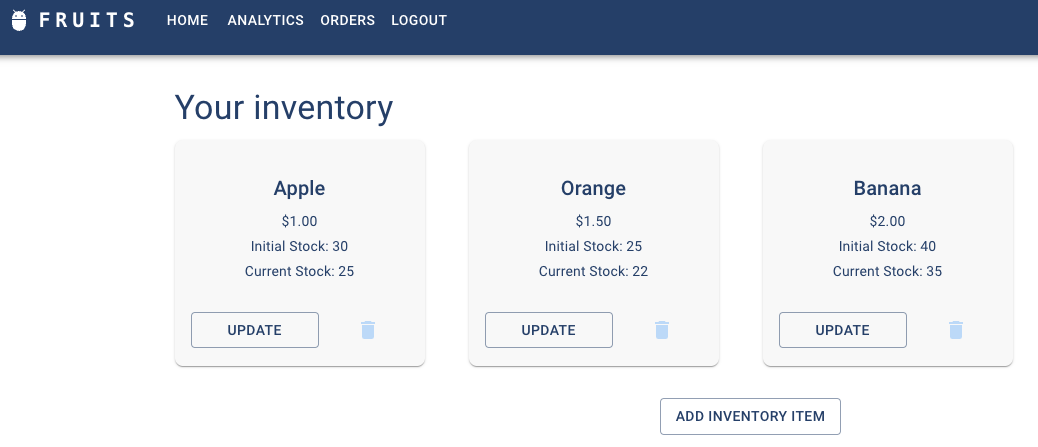 FRUITS HOME ANALYTICS ORDERS LOGOUT
Your inventory
Apple
$1.00
Initial Stock: 30
Current Stock: 25
UPDATE
Orange
$1.50
Initial Stock: 25
Current Stock: 22
UPDATE
Banana
$2.00
Initial Stock: 40
Current Stock: 35
UPDATE
ADD INVENTORY ITEM